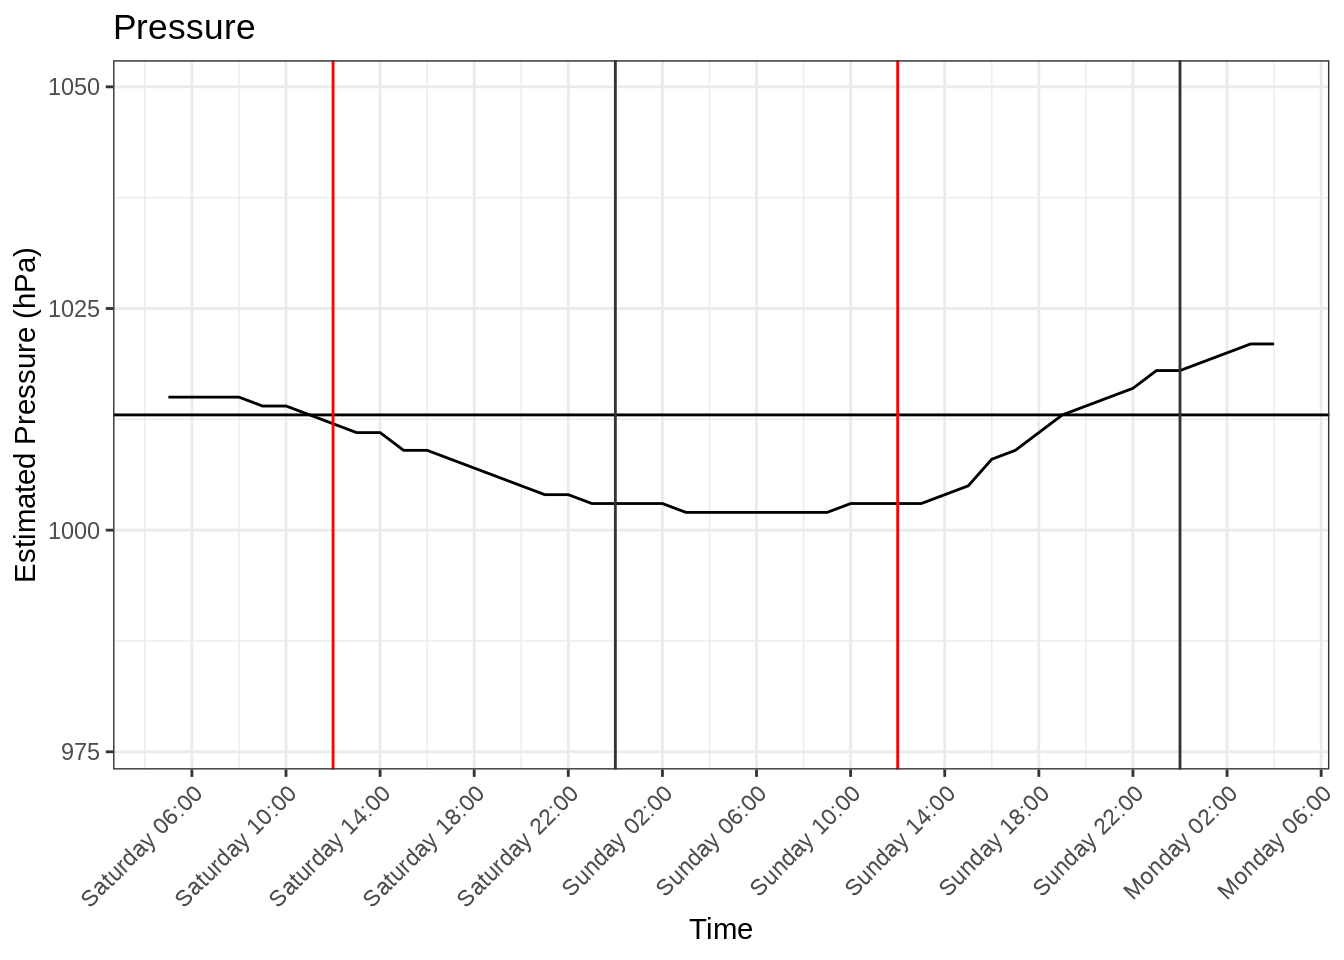 Pressure
Estimated Pressure (hPa)
1050
1025
1000
975
Saturday 06:00
Saturday 10:00
Saturday 14:00
Saturday 18:00
Saturday 22:00
Sunday 02:00
Sunday 06:00
Sunday 10:00
Sunday 14:00
Sunday 18:00
Sunday 22:00
Monday 02:00
Monday 06:00
Time